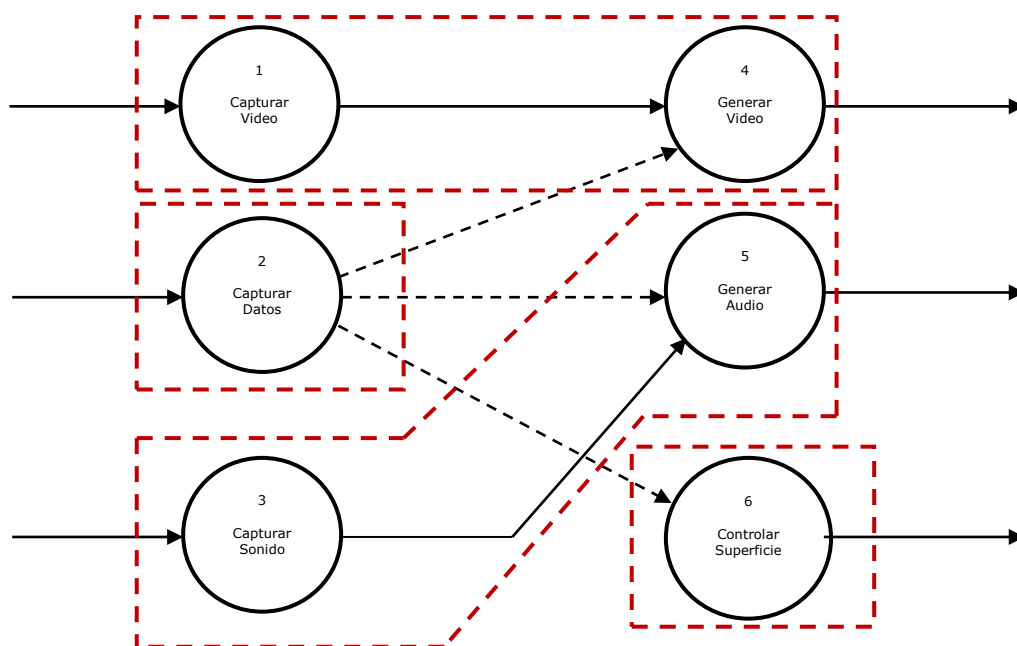 1
Capturar
Video
4
Generar
Video
2
Capturar
Datos
5
Generar
Audio
3
Capturar
Sonido
6
Controlar
Superficie